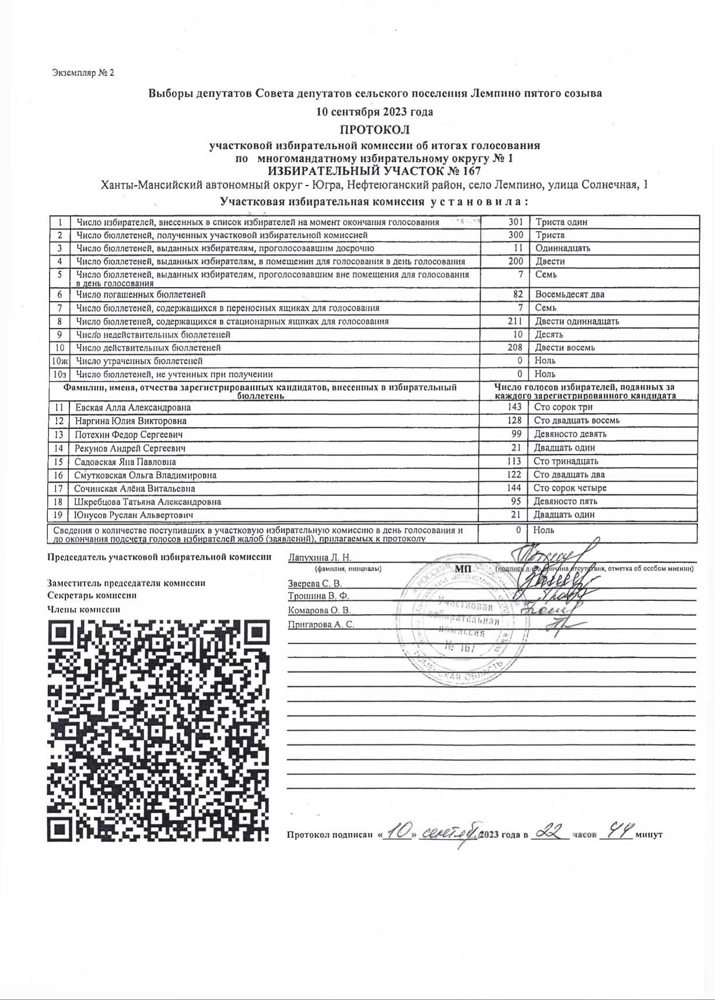 Экземпляр № 2
Выборы депутатов Совета депутатов сельского поселения Лемпино пятого созыва
10 сентября 2023 года
ПРОТОКОЛ
участковой избирательной комиссии об итогах голосования
по многомандатному избирательному округу № 1
ИЗБИРАТЕЛЬНЫЙ УЧАСТОК № 167
Ханты-Мансийский автономный округ - Югра, Нефтеюганский район, село Лемпино, улица Солнечная, 1
Участковая избирательная комиссия у с т а н о в и л а :
1 Число избирателей, внесенных в список избирателей на момент окончания голосования 301 Триста один
2 Число бюллетеней, полученных участковой избирательной комиссией 300 Триста
3 Число бюллетеней, выданных избирателям, проголосовавшим досрочно 11 Одиннадцать
4 Число бюллетеней, выданных избирателям, в помещении для голосования в день голосования 200 Двести
5 Число бюллетеней, выданных избирателям, проголосовавшим вне помещения для голосования 7 Семь
в день голосования
6 Число погашенных бюллетеней 82 Восемьдесят два
7 Число бюллетеней, содержащихся в переносных ящиках для голосования 7 Семь
8 Число бюллетеней, содержащихся в стационарных ящиках для голосования 211 Двести одиннадцать
9 Число недействительных бюллетеней 10 Десять
10 Число действительных бюллетеней 208 Двести восемь
10ж Число утраченных бюллетеней 0 Ноль
10з Число бюллетеней, не учтенных при получении 0 Ноль
Фамилии, имена, отчества зарегистрированных кандидатов, внесенных в избирательный Число голосов избирателей, поданных за
бюллетень каждого зарегистрированного кандидата
11 Евская Алла Александровна 143 Сто сорок три
12 Наргина Юлия Викторовна 128 Сто двадцать восемь
13 Потехин Федор Сергеевич 99 Девяносто девять
14 Рекунов Андрей Сергеевич 21 Двадцать один
15 Садовская Яна Павловна 113 Сто тринадцать
16 Смутковская Ольга Владимировна 122 Сто двадцать два
17 Сочинская Алёна Витальевна 144 Сто сорок четыре
18 Шкребцова Татьяна Александровна 95 Девяносто пять
19 Юнусов Руслан Альвертович 21 Двадцать один
Сведения о количестве поступивших в участковую избирательную комиссию в день голосования и 0 Ноль
до окончания подсчета голосов избирателей жалоб (заявлений), прилагаемых к протоколу
Председатель участковой избирательной комиссии Лапухина Л. Н.
(фамилия, инициалы) МП (подпись либо причина отсутствия, отметка об особом мнении)
Заместитель председателя комиссии Зверева С. В.
Секретарь комиссии Трошина В. Ф.
Члены комиссии Комарова О. В.
Пригарова А. С.
Участковая
избирательная
комиссия
№ 167
ТЮМЕНСКАЯ ОБЛАСТЬ
Протокол подписан «10» сентября 2023 года в 22 часов 44 минут